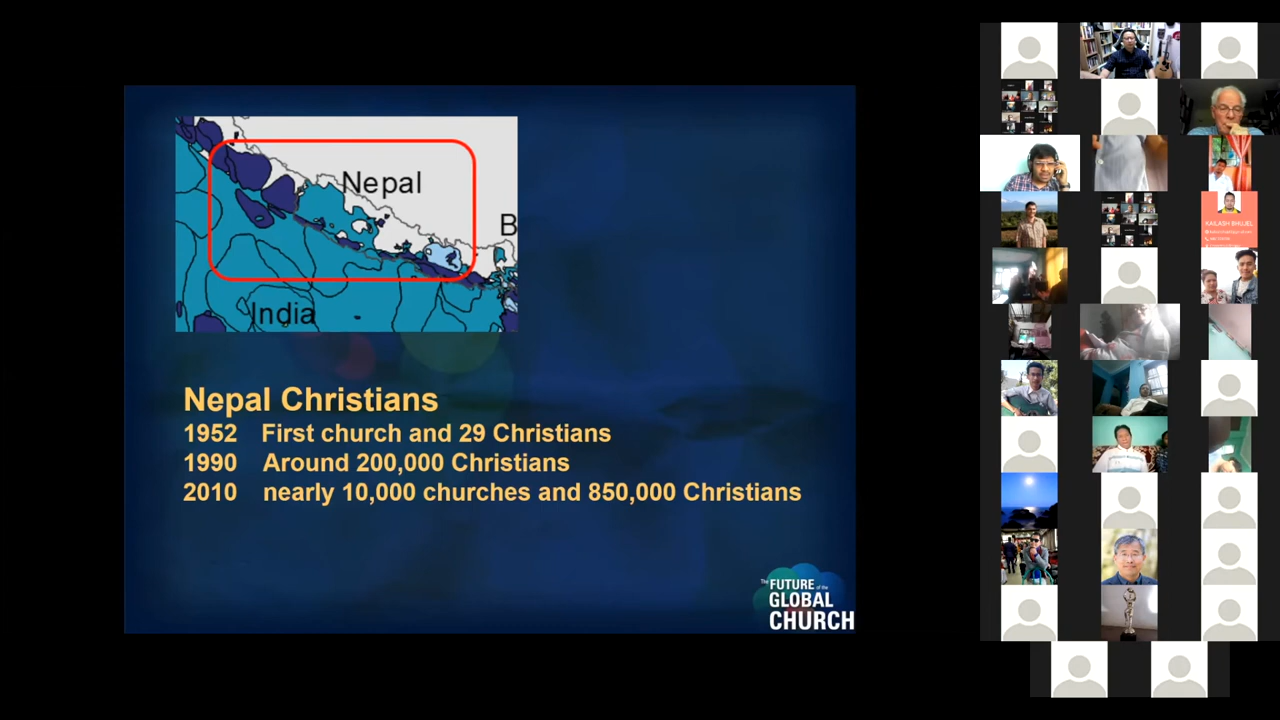 Nepal
B
India
Nepal Christians
1952 First church and 29 Christians
1990 Around 200,000 Christians
2010 nearly 10,000 churches and 850,000 Christians
The FUTURE of the
GLOBAL
CHURCH
KAILASH BHUJEL